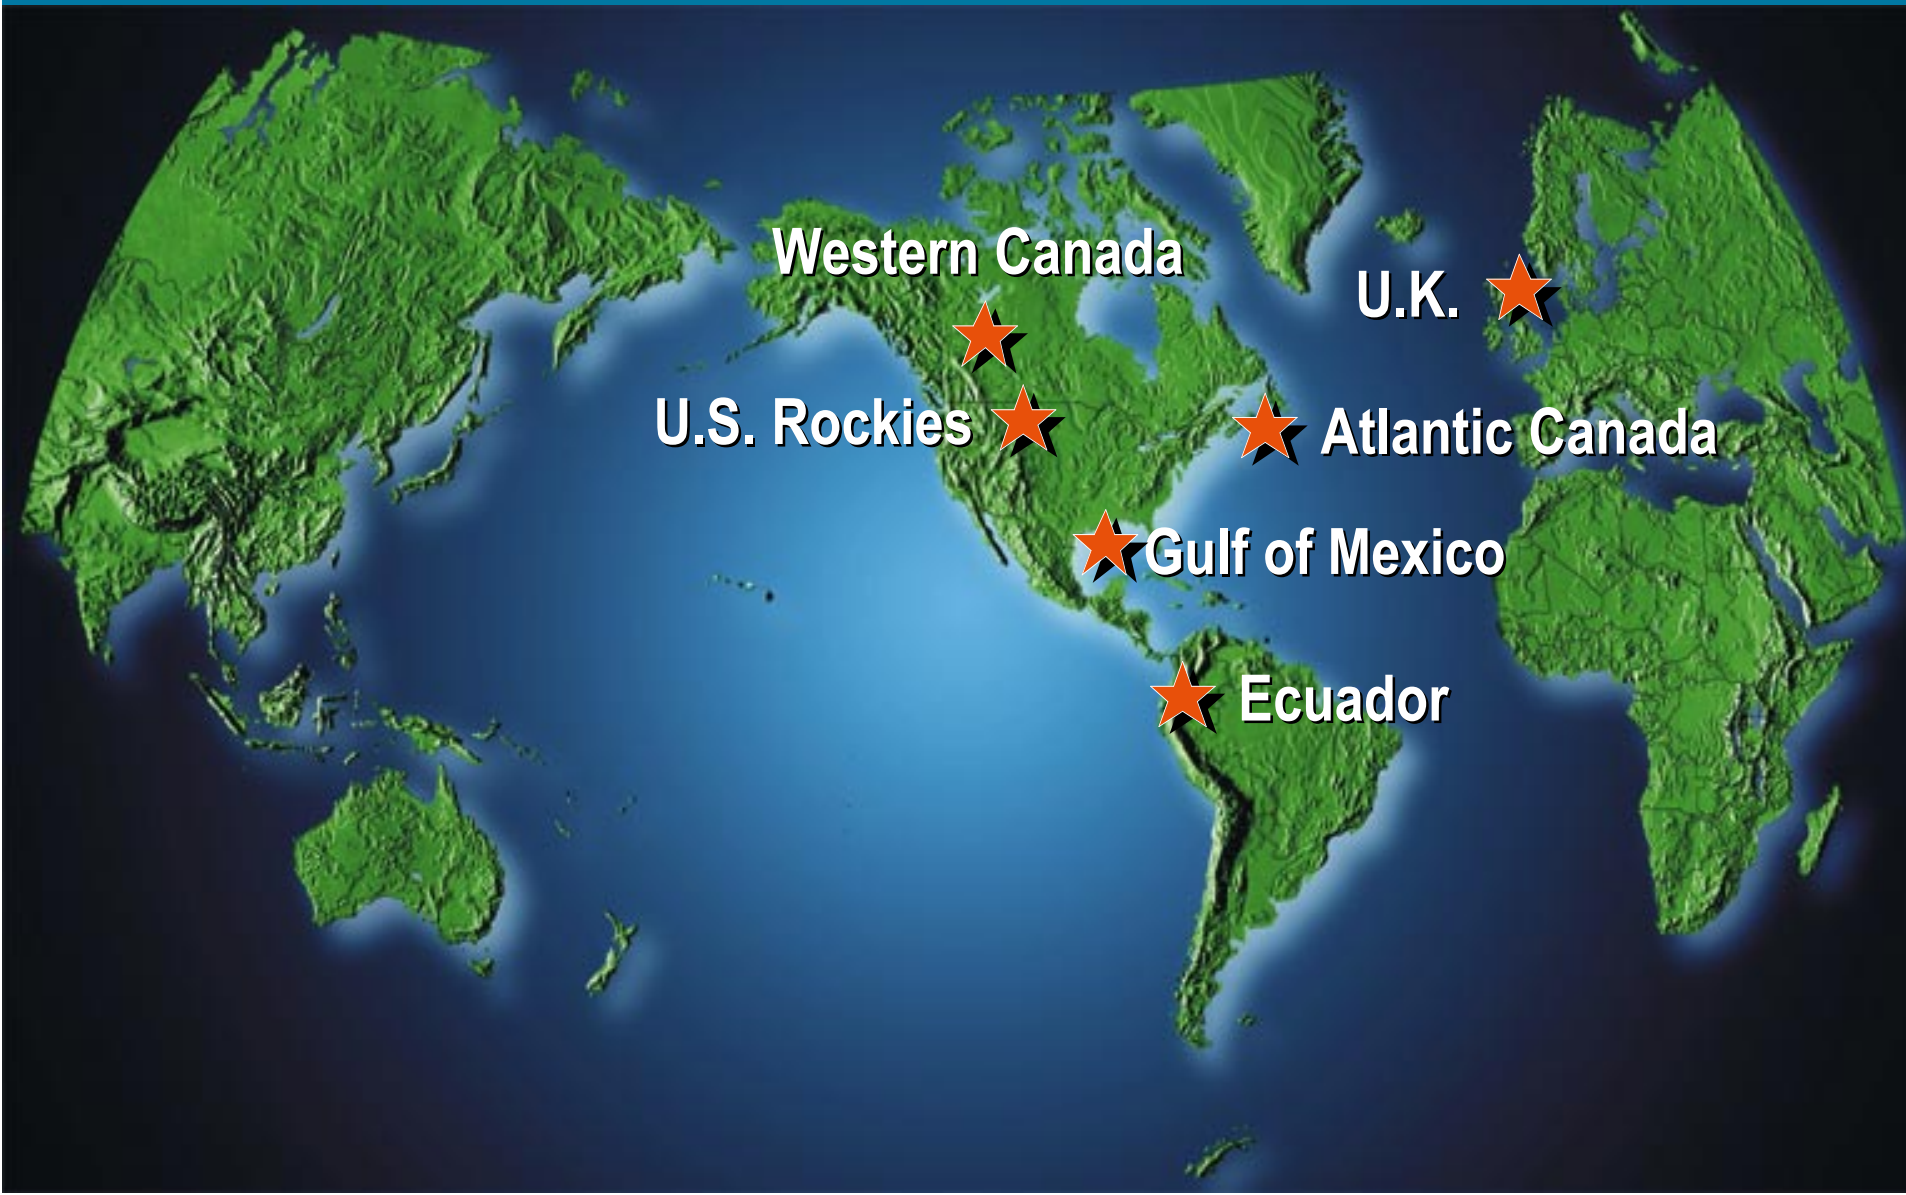 Western Canada
U.K.
U.S. Rockies
Atlantic Canada
Gulf of Mexico
Ecuador